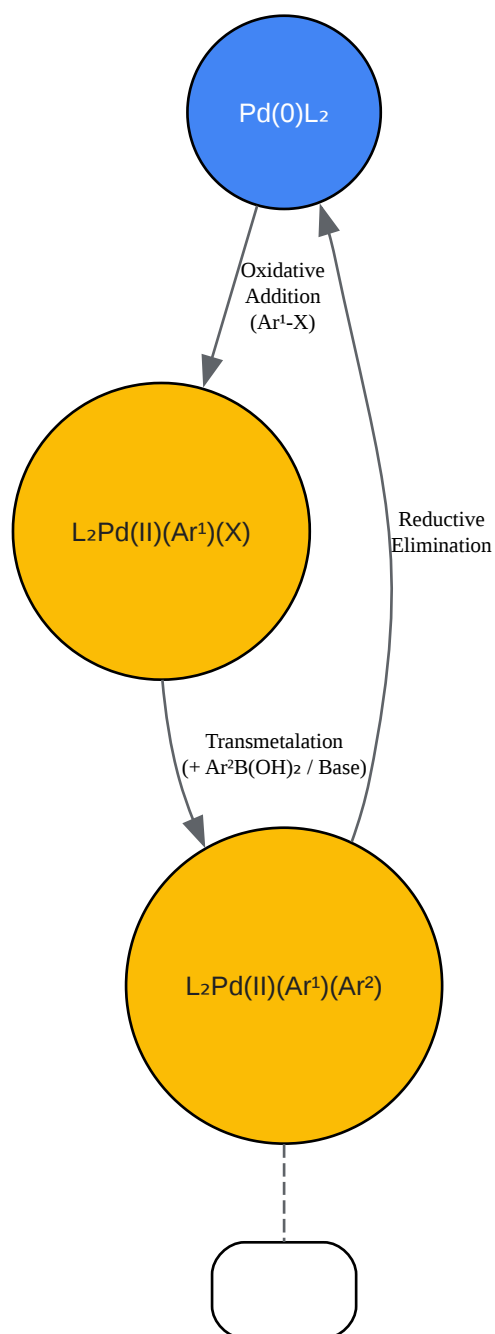 Pd(0)L₂
Oxidative
Addition
(Ar¹-X)
L₂Pd(II)(Ar¹)(X)
Reductive
Elimination
Transmetalation
(+ Ar²B(OH)₂ / Base)
L₂Pd(II)(Ar¹)(Ar²)